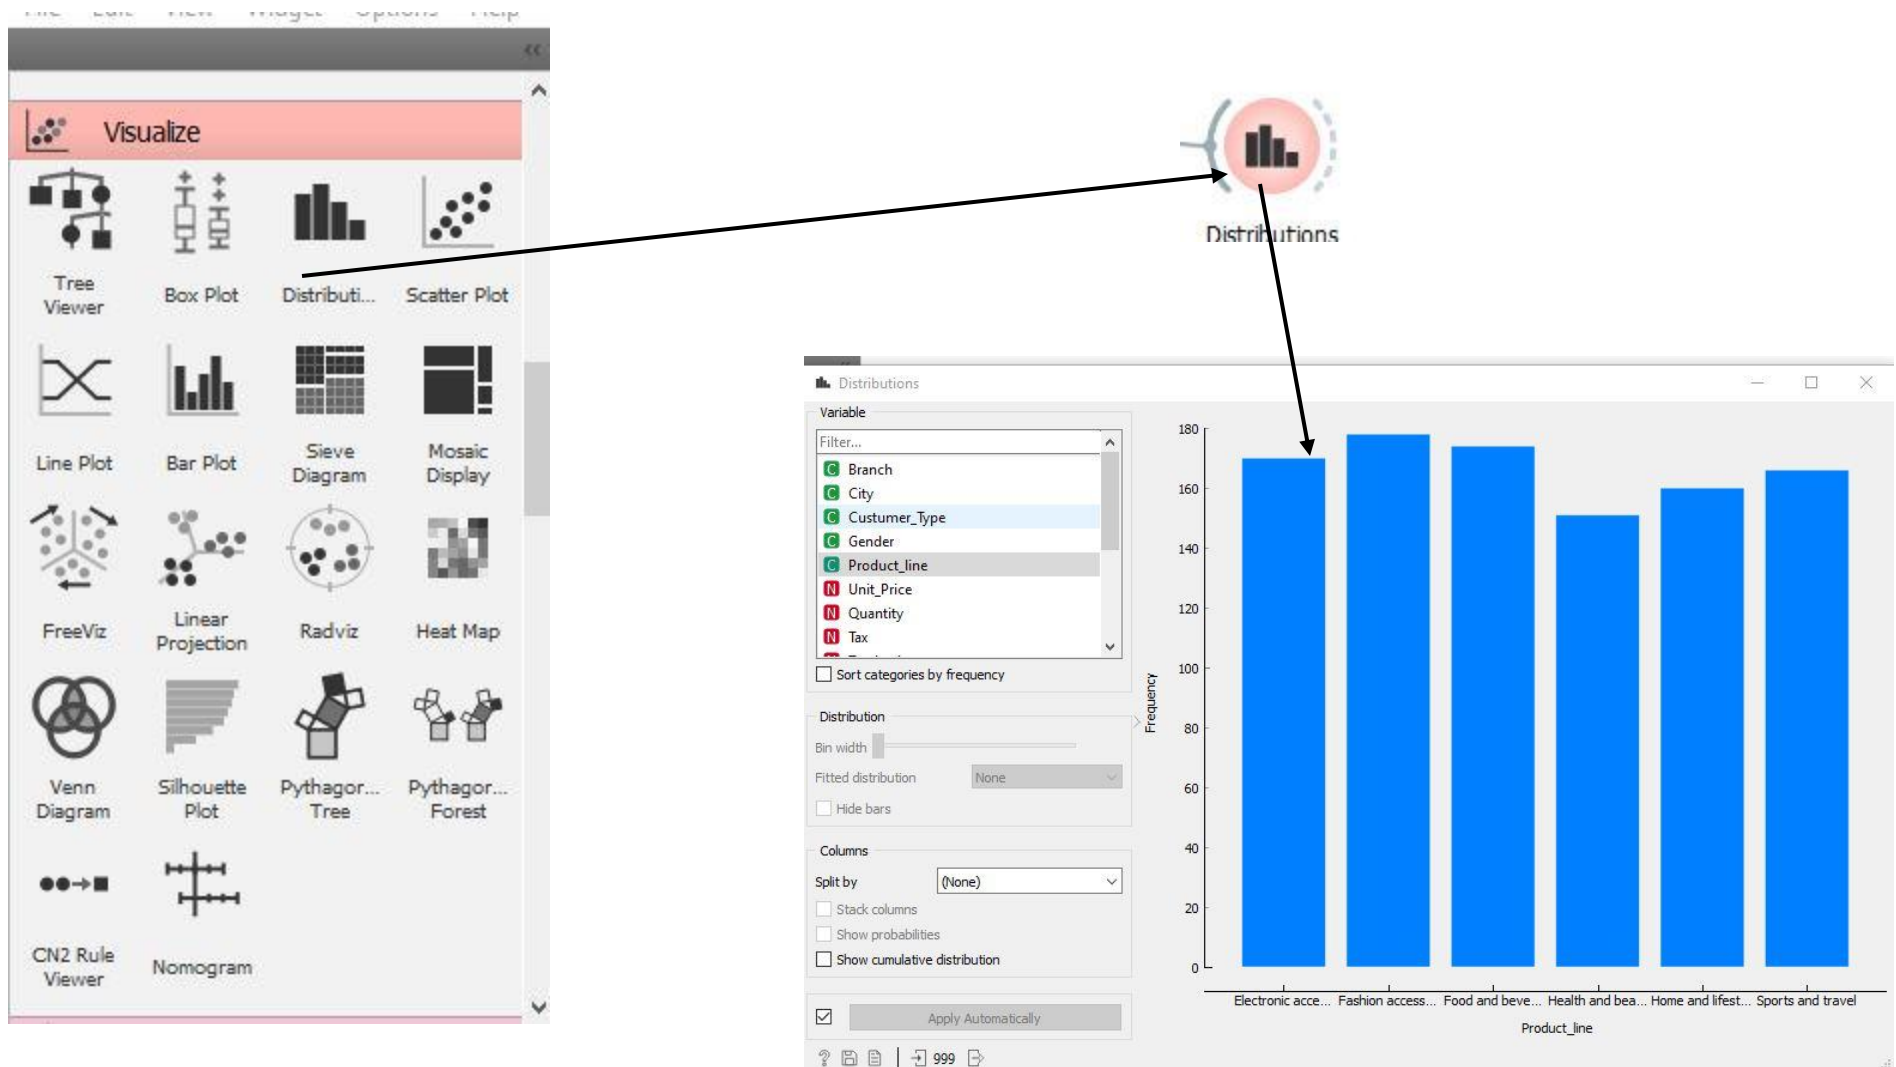 Visualize
Tree
Viewer
Box Plot
Distributi...
Scatter Plot
Line Plot
Bar Plot
Sieve
Diagram
Mosaic
Display
FreeViz
Linear
Projection
Radviz
Heat Map
Venn
Diagram
Silhouette
Plot
Pythagor...
Tree
Pythagor...
Forest
CN2 Rule
Viewer
Nomogram
Distributions
Distributions
Variable
Filter...
C Branch
C City
C Custumer_Type
C Gender
C Product_line
N Unit_Price
N Quantity
N Tax
Sort categories by frequency
Distribution
Bin width
Fitted distribution None
Hide bars
Columns
Split by (None)
Stack columns
Show probabilities
Show cumulative distribution
Apply Automatically
? 999
180
160
140
120
100
80
60
40
20
0
Frequency
Electronic acce... Fashion access... Food and beve... Health and bea... Home and lifest... Sports and travel
Product_line